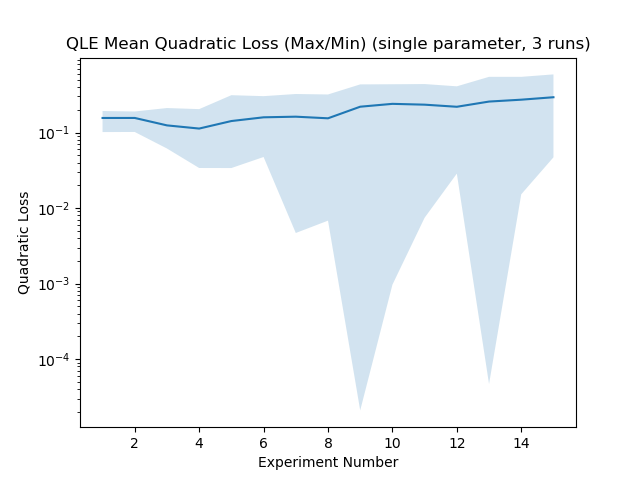 QLE Mean Quadratic Loss (Max/Min) (single parameter, 3 runs)
Quadratic Loss
10⁻¹
10⁻²
10⁻³
10⁻⁴
2 4 6 8 10 12 14
Experiment Number